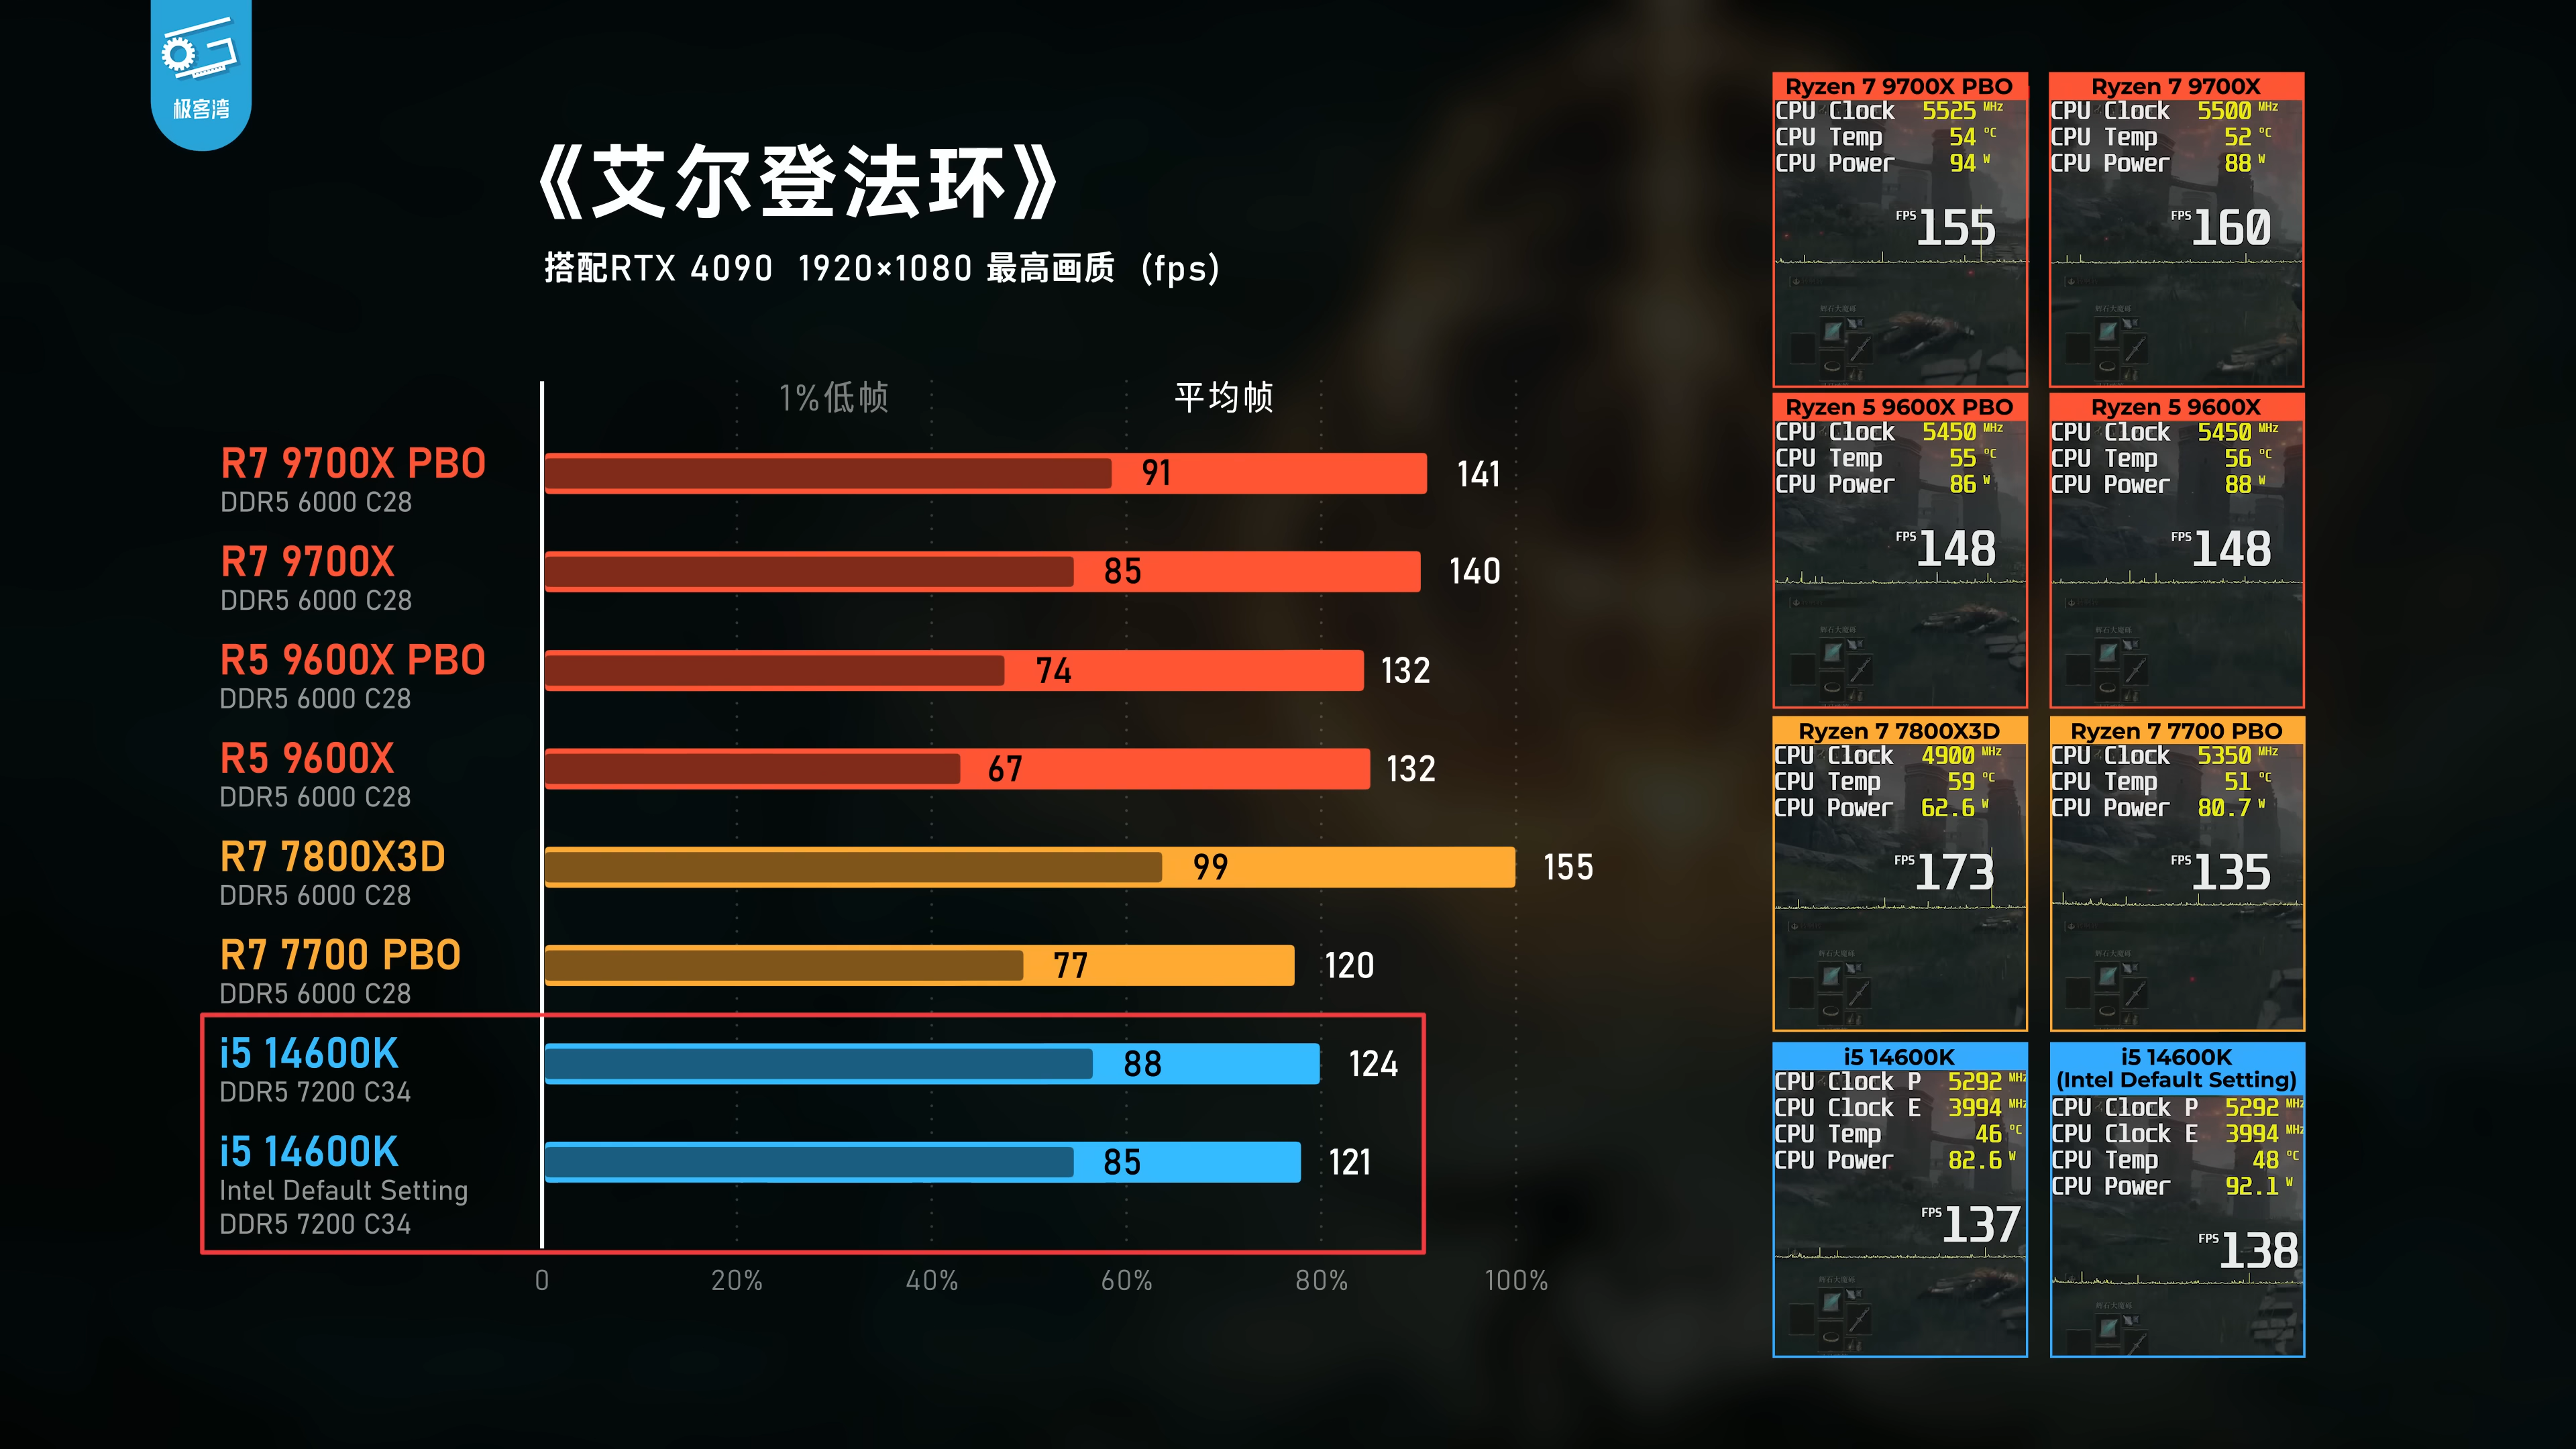 极客湾
《艾尔登法环》
搭配RTX 4090 1920×1080 最高画质 (fps)
1%低帧 平均帧
R7 9700X PBO
DDR5 6000 C28
91 141
R7 9700X
DDR5 6000 C28
85 140
R5 9600X PBO
DDR5 6000 C28
74 132
R5 9600X
DDR5 6000 C28
67 132
R7 7800X3D
DDR5 6000 C28
99 155
R7 7700 PBO
DDR5 6000 C28
77 120
i5 14600K
DDR5 7200 C34
88 124
i5 14600K
Intel Default Setting
DDR5 7200 C34
85 121
0 20% 40% 60% 80% 100%
Ryzen 7 9700X PBO
CPU Clock 5525 MHz
CPU Temp 54 °C
CPU Power 94 W
FPS 155
Ryzen 7 9700X
CPU Clock 5500 MHz
CPU Temp 52 °C
CPU Power 88 W
FPS 160
Ryzen 5 9600X PBO
CPU Clock 5450 MHz
CPU Temp 55 °C
CPU Power 86 W
FPS 148
Ryzen 5 9600X
CPU Clock 5450 MHz
CPU Temp 56 °C
CPU Power 88 W
FPS 148
Ryzen 7 7800X3D
CPU Clock 4900 MHz
CPU Temp 59 °C
CPU Power 62.6 W
FPS 173
Ryzen 7 7700 PBO
CPU Clock 5350 MHz
CPU Temp 51 °C
CPU Power 80.7 W
FPS 135
i5 14600K
CPU Clock P 5292 MHz
CPU Clock E 3994 MHz
CPU Temp 46 °C
CPU Power 82.6 W
FPS 137
i5 14600K
(Intel Default Setting)
CPU Clock P 5292 MHz
CPU Clock E 3994 MHz
CPU Temp 48 °C
CPU Power 92.1 W
FPS 138